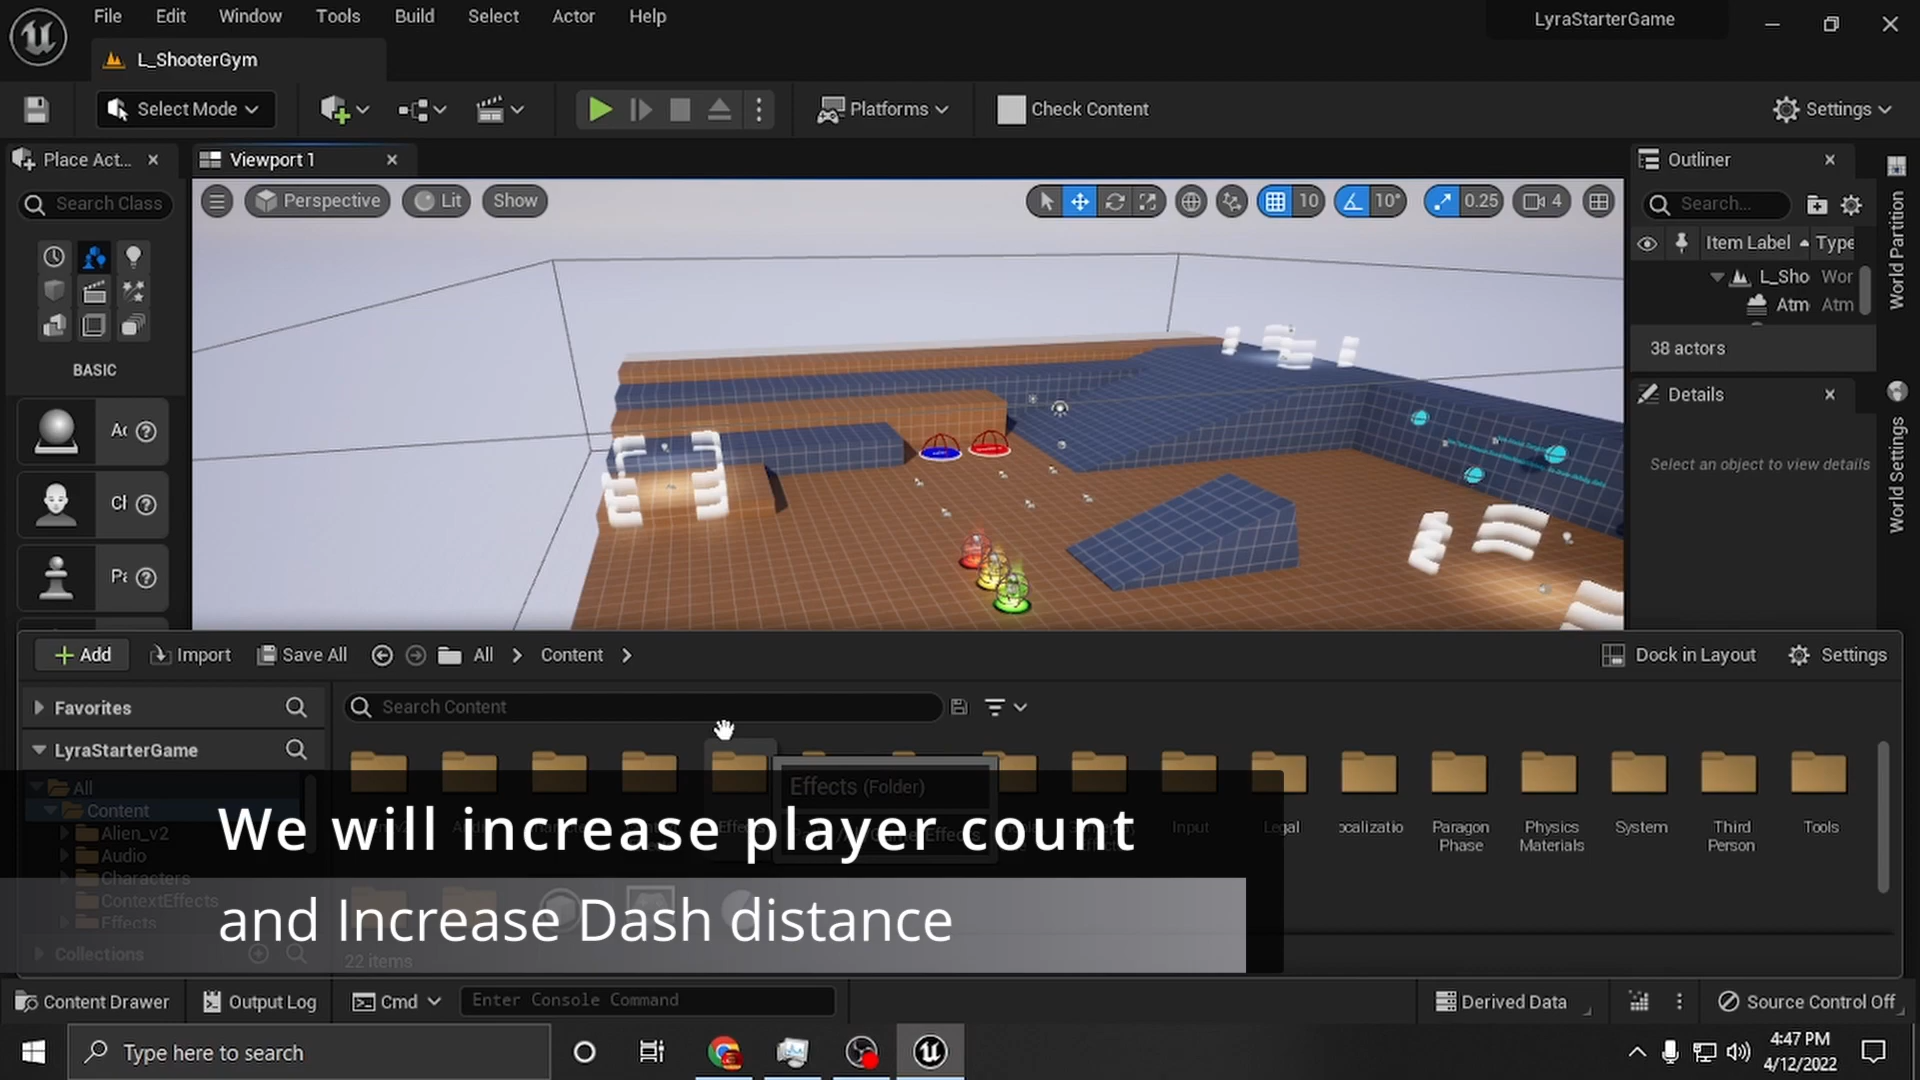 File Edit Window Tools Build Select Actor Help
LyraStarterGame
L_ShooterGym
Select Mode
Platforms
Check Content
Settings
Place Act...
Viewport 1
Outliner
World Partition
Search Class
Perspective
Lit
Show
10
10°
0.25
4
Search...
Item Label
Type
L_Sho
Wor
Atm
Atm
BASIC
38 actors
Details
World Settings
Select an object to view details
Add
Import
Save All
All
Content
Dock in Layout
Settings
Favorites
Search Content
LyraStarterGame
All
Content
Alien_v2
Audio
Characters
ContextEffects
Effects
Collections
Effects (Folder)
Input
Legal
ocalizatio
Paragon
Phase
Physics
Materials
System
Third
Person
Tools
We will increase player count
and Increase Dash distance
22 items
Content Drawer
Output Log
Cmd
Enter Console Command
Derived Data
Source Control Off
Type here to search
4:47 PM
4/12/2022